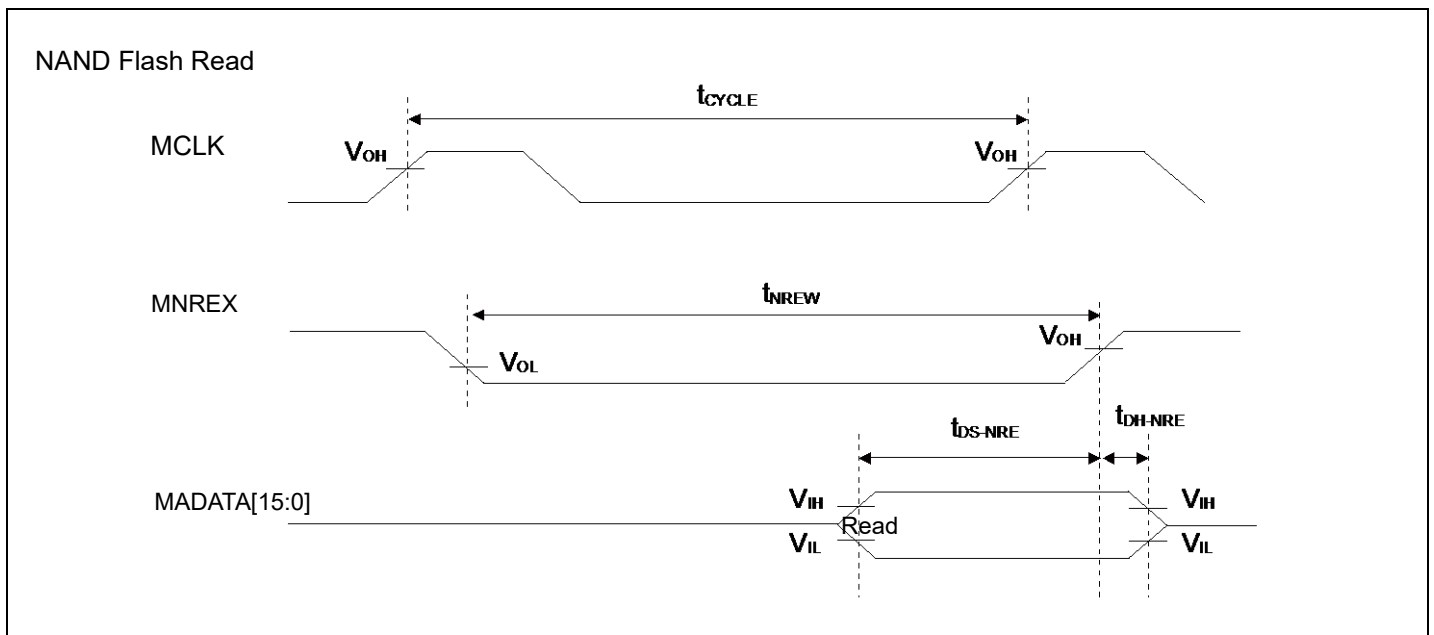 NAND Flash Read
tCYCLE
MCLK
VOH
VOH
tNREW
MNREX
VOH
VOL
tDS-NRE
tDH-NRE
MADATA[15:0]
VIH
VIH
Read
VIL
VIL